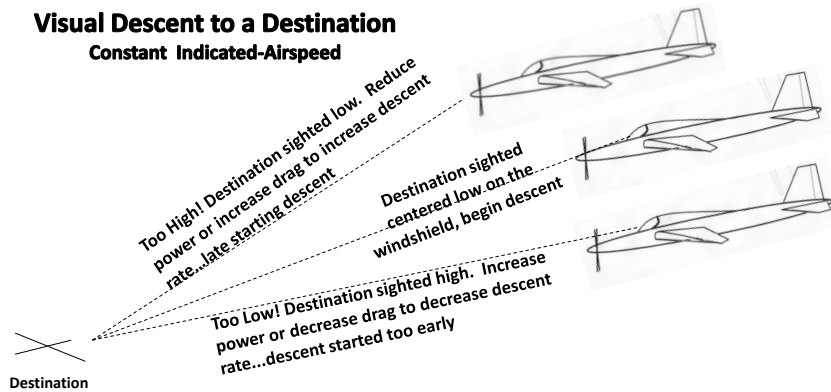 Visual Descent to a Destination
Constant Indicated-Airspeed
Too High! Destination sighted low. Reduce
power or increase drag to increase descent
rate...late starting descent
Destination sighted
centered low on the
windshield, begin descent
Too Low! Destination sighted high. Increase
power or decrease drag to decrease descent
rate...descent started too early
Destination